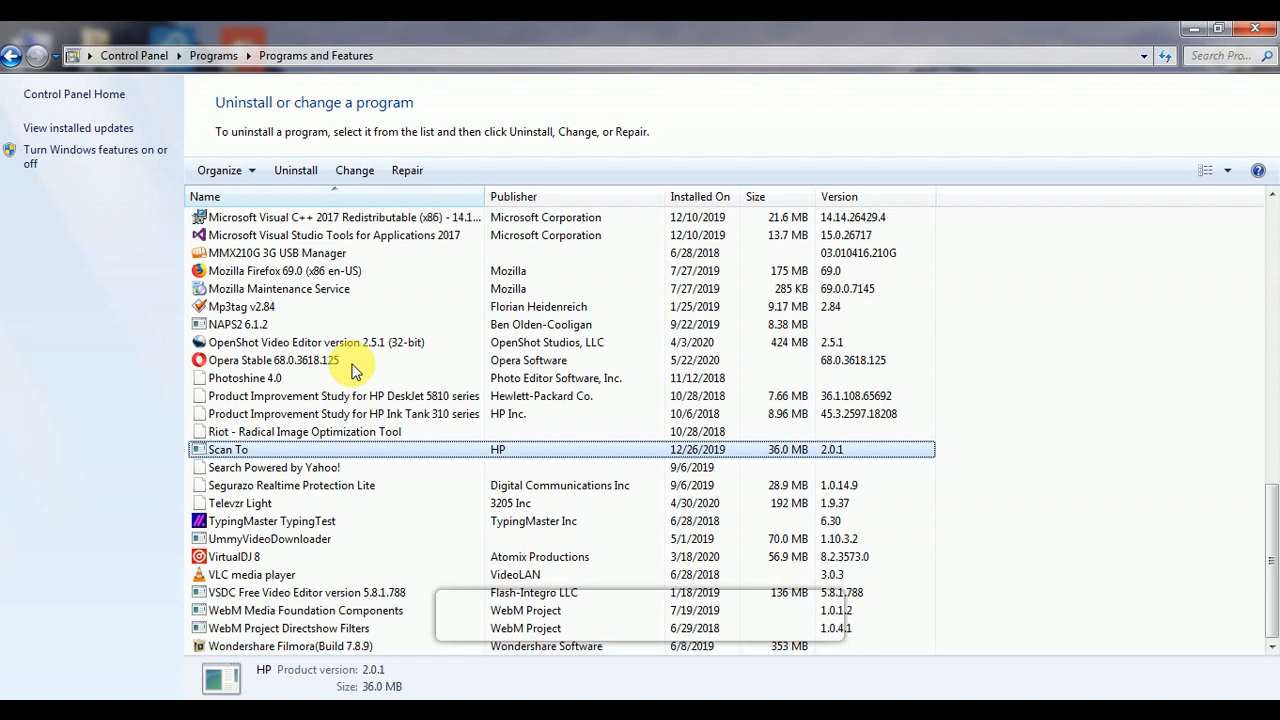 Control Panel Programs Programs and Features Search Pro...
Control Panel Home
View installed updates
Turn Windows features on or
off
Uninstall or change a program
To uninstall a program, select it from the list and then click Uninstall, Change, or Repair.
Organize Uninstall Change Repair
Name Publisher Installed On Size Version
Microsoft Visual C++ 2017 Redistributable (x86) - 14.1... Microsoft Corporation 12/10/2019 21.6 MB 14.14.26429.4
Microsoft Visual Studio Tools for Applications 2017 Microsoft Corporation 12/10/2019 13.7 MB 15.0.26717
MMX210G 3G USB Manager 6/28/2018 03.010416.210G
Mozilla Firefox 69.0 (x86 en-US) Mozilla 7/27/2019 175 MB 69.0
Mozilla Maintenance Service Mozilla 7/27/2019 285 KB 69.0.0.7145
Mp3tag v2.84 Florian Heidenreich 1/25/2019 9.17 MB 2.84
NAPS2 6.1.2 Ben Olden-Cooligan 9/22/2019 8.38 MB
OpenShot Video Editor version 2.5.1 (32-bit) OpenShot Studios, LLC 4/3/2020 424 MB 2.5.1
Opera Stable 68.0.3618.125 Opera Software 5/22/2020 68.0.3618.125
Photoshine 4.0 Photo Editor Software, Inc. 11/12/2018
Product Improvement Study for HP DeskJet 5810 series Hewlett-Packard Co. 10/28/2018 7.66 MB 36.1.108.65692
Product Improvement Study for HP Ink Tank 310 series HP Inc. 10/6/2018 8.96 MB 45.3.2597.18208
Riot - Radical Image Optimization Tool 10/28/2018
Scan To HP 12/26/2019 36.0 MB 2.0.1
Search Powered by Yahoo! 9/6/2019
Segurazo Realtime Protection Lite Digital Communications Inc 9/6/2019 28.9 MB 1.0.14.9
Televzr Light 3205 Inc 4/30/2020 192 MB 1.9.37
TypingMaster TypingTest TypingMaster Inc 6/28/2018 6.30
UmmyVideoDownloader 5/1/2019 70.0 MB 1.10.3.2
VirtualDJ 8 Atomix Productions 3/18/2020 56.9 MB 8.2.3573.0
VLC media player VideoLAN 6/28/2018 3.0.3
VSDC Free Video Editor version 5.8.1.788 Flash-Integro LLC 1/18/2019 136 MB 5.8.1.788
WebM Media Foundation Components WebM Project 7/19/2019 1.0.1.2
WebM Project Directshow Filters WebM Project 6/29/2018 1.0.4.1
Wondershare Filmora(Build 7.8.9) Wondershare Software 6/8/2019 353 MB
HP Product version: 2.0.1
Size: 36.0 MB